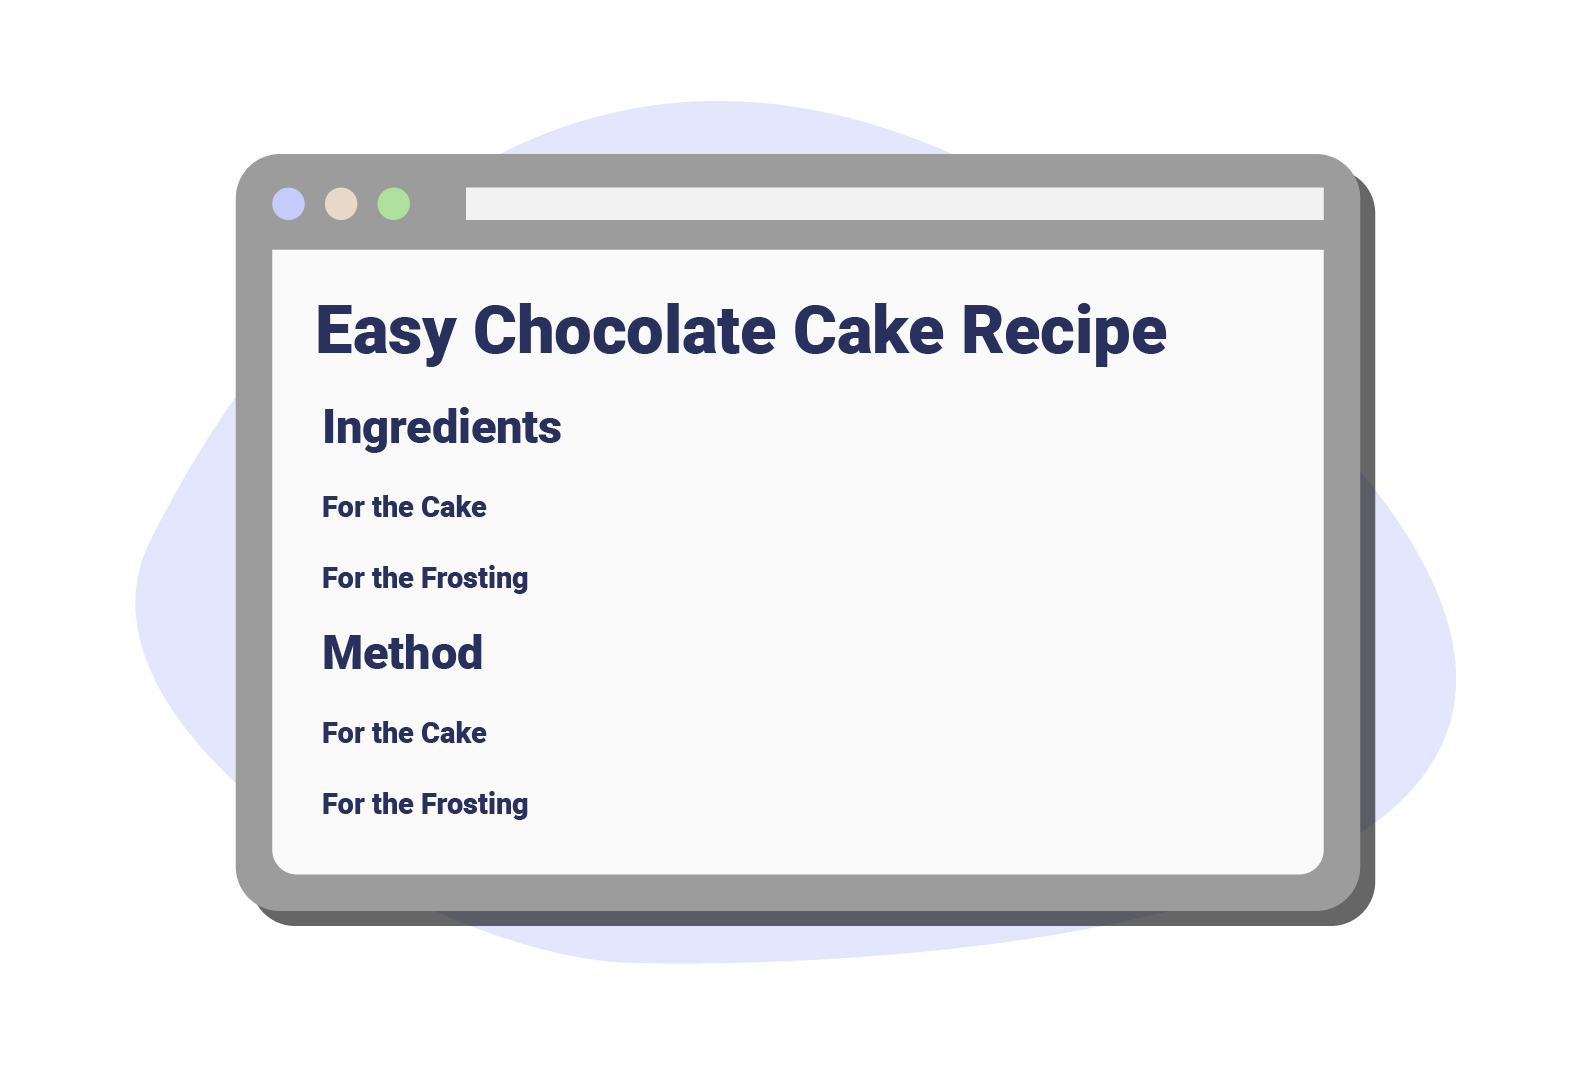 Easy Chocolate Cake Recipe
Ingredients
For the Cake
For the Frosting
Method
For the Cake
For the Frosting